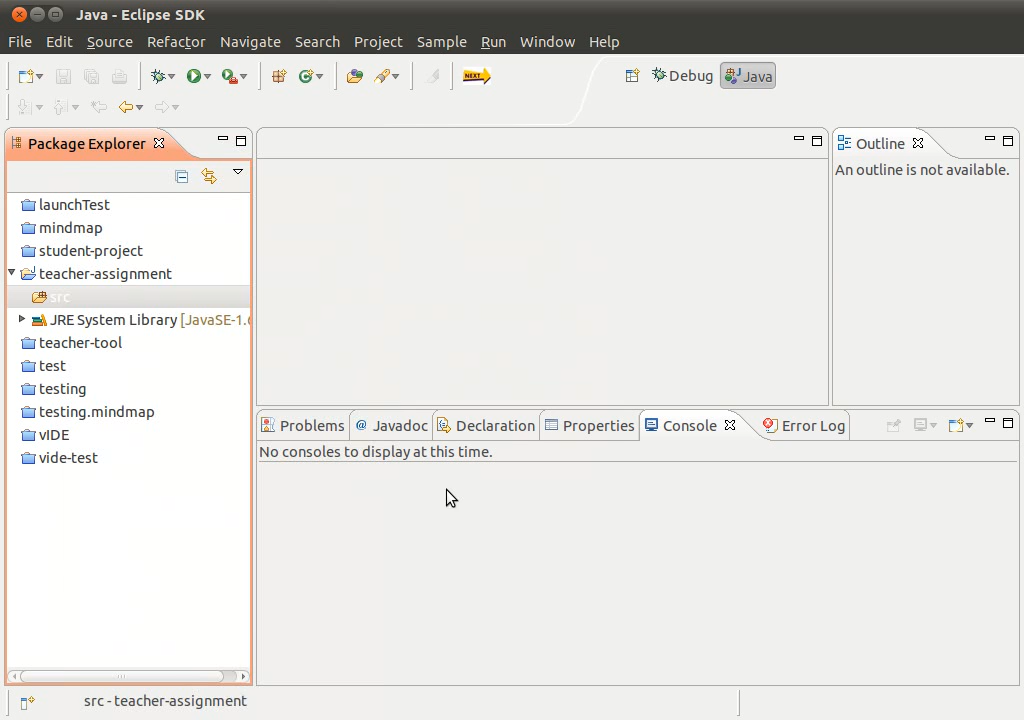 Java - Eclipse SDK
File Edit Source Refactor Navigate Search Project Sample Run Window Help
NEXT
Debug Java
Package Explorer
launchTest
mindmap
student-project
teacher-assignment
src
JRE System Library [JavaSE-1.6
teacher-tool
test
testing
testing.mindmap
vIDE
vide-test
Outline
An outline is not available.
Problems @ Javadoc Declaration Properties Console Error Log
No consoles to display at this time.
src - teacher-assignment